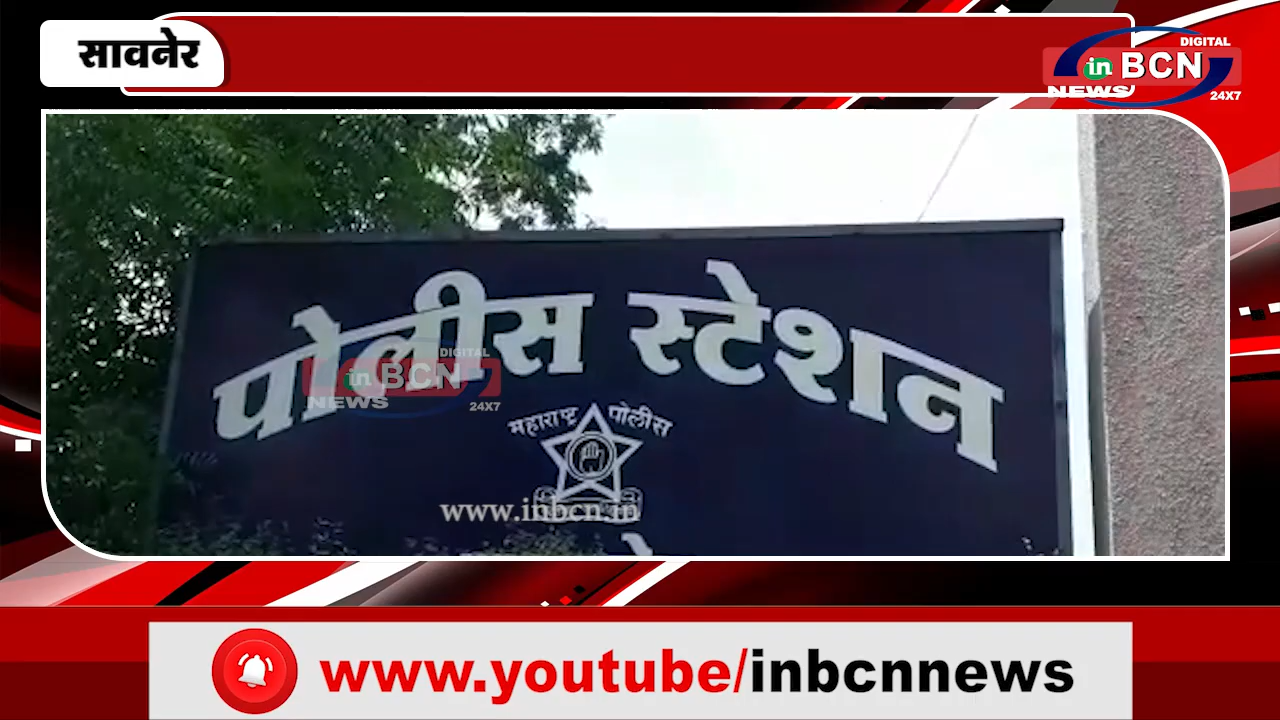 सावनेर
DIGITAL
in BCN
NEWS
24X7
पोलीस स्टेशन
DIGITAL
in BCN
NEWS
24X7
महाराष्ट्र पोलीस
www.inbcn.in
www.youtube/inbcnnews